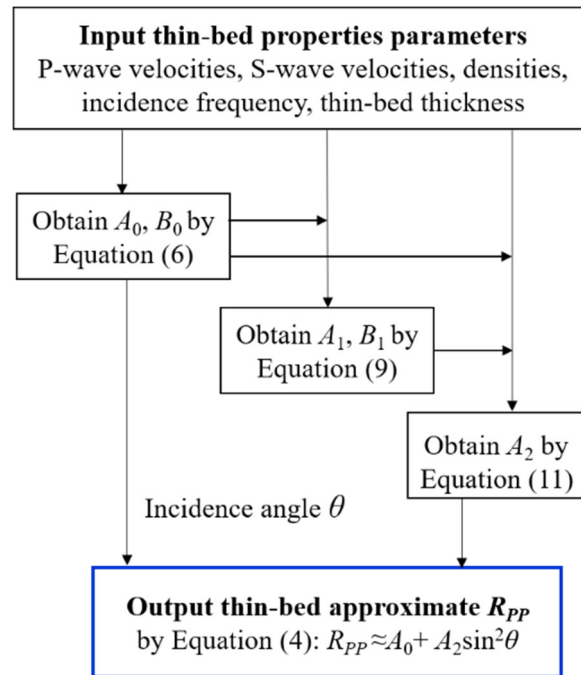 Input thin-bed properties parameters
P-wave velocities, S-wave velocities, densities,
incidence frequency, thin-bed thickness
Obtain A₀, B₀ by
Equation (6)
Obtain A₁, B₁ by
Equation (9)
Obtain A₂ by
Equation (11)
Incidence angle θ
Output thin-bed approximate R_PP
by Equation (4): R_PP≈A₀+ A₂sin²θ